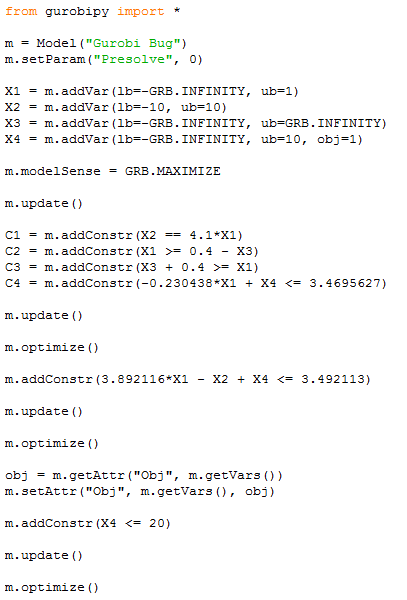 from gurobipy import *
m = Model("Gurobi Bug")
m.setParam("Presolve", 0)
X1 = m.addVar(lb=-GRB.INFINITY, ub=1)
X2 = m.addVar(lb=-10, ub=10)
X3 = m.addVar(lb=-GRB.INFINITY, ub=GRB.INFINITY)
X4 = m.addVar(lb=-GRB.INFINITY, ub=10, obj=1)
m.modelSense = GRB.MAXIMIZE
m.update()
C1 = m.addConstr(X2 == 4.1*X1)
C2 = m.addConstr(X1 >= 0.4 - X3)
C3 = m.addConstr(X3 + 0.4 >= X1)
C4 = m.addConstr(-0.230438*X1 + X4 <= 3.4695627)
m.update()
m.optimize()
m.addConstr(3.892116*X1 - X2 + X4 <= 3.492113)
m.update()
m.optimize()
obj = m.getAttr("Obj", m.getVars())
m.setAttr("Obj", m.getVars(), obj)
m.addConstr(X4 <= 20)
m.update()
m.optimize()